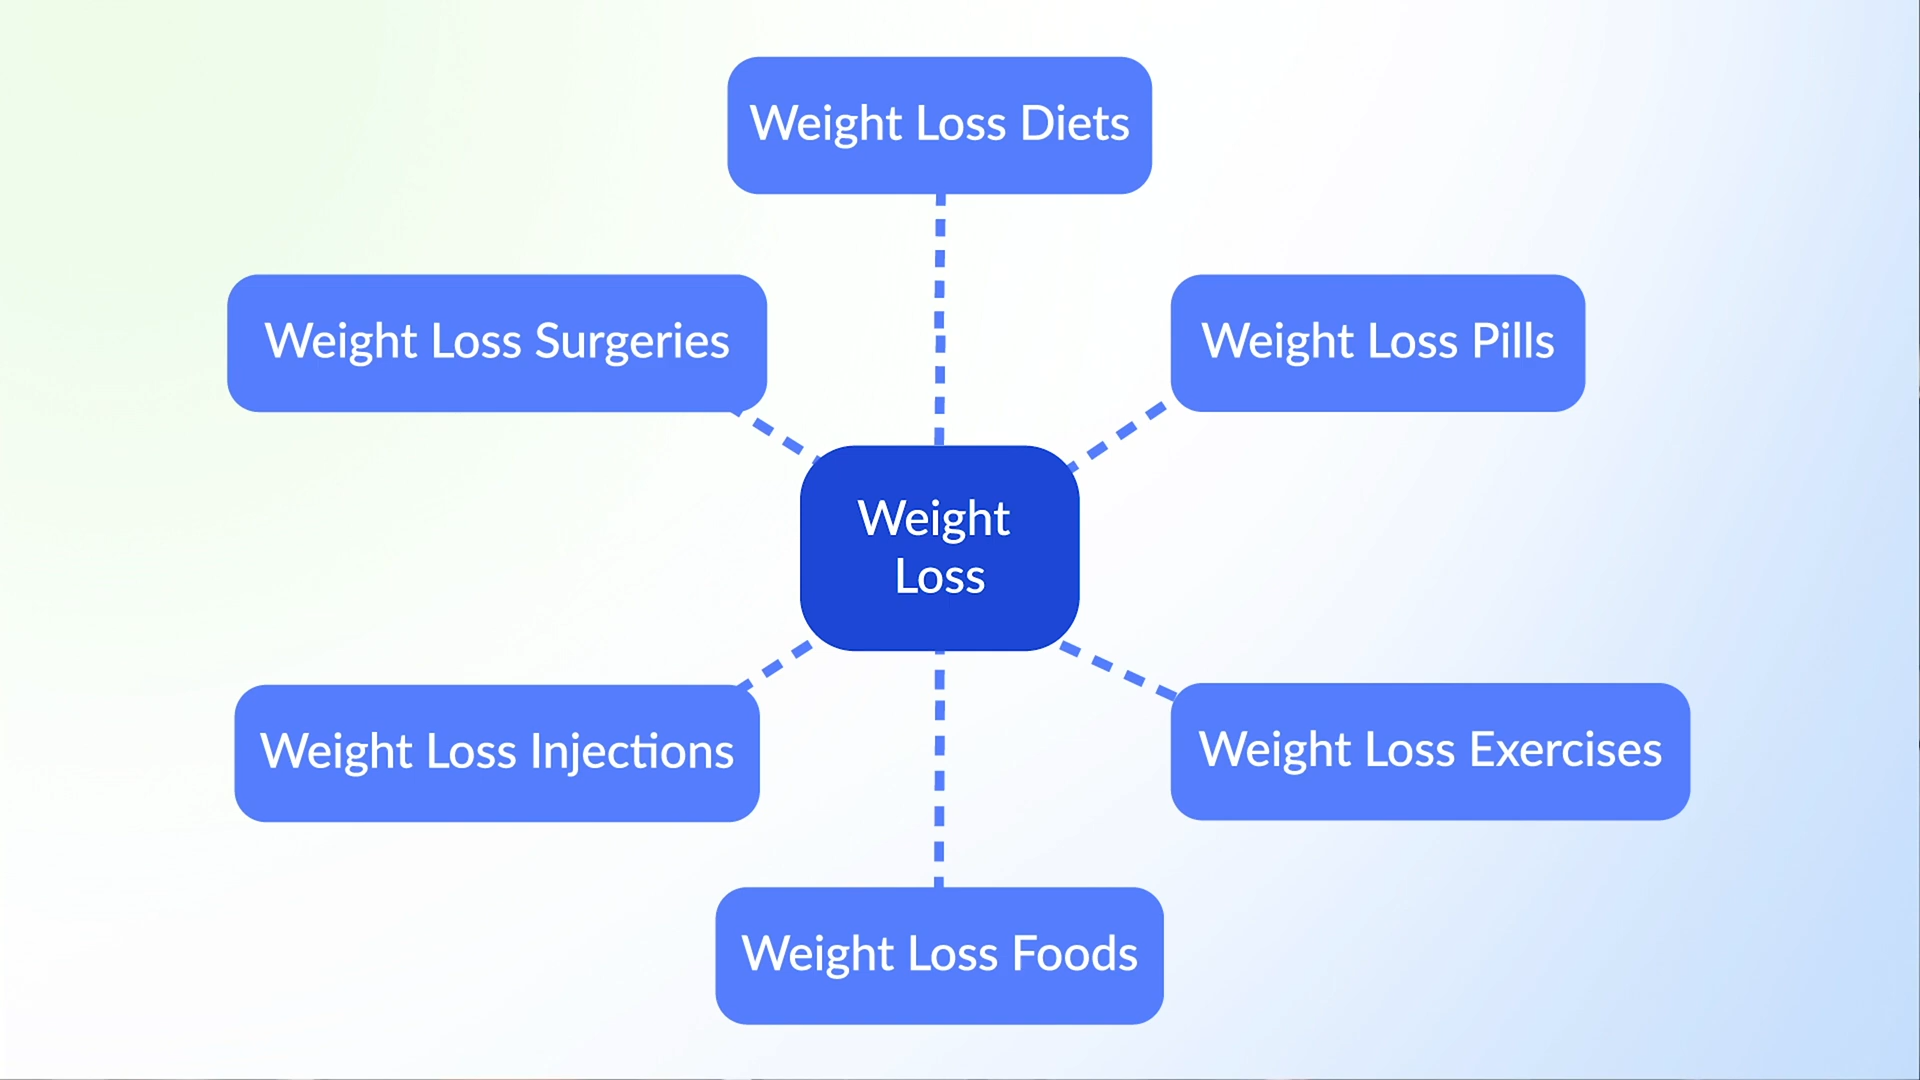 Weight Loss Diets
Weight Loss Surgeries
Weight Loss Pills
Weight
Loss
Weight Loss Injections
Weight Loss Exercises
Weight Loss Foods